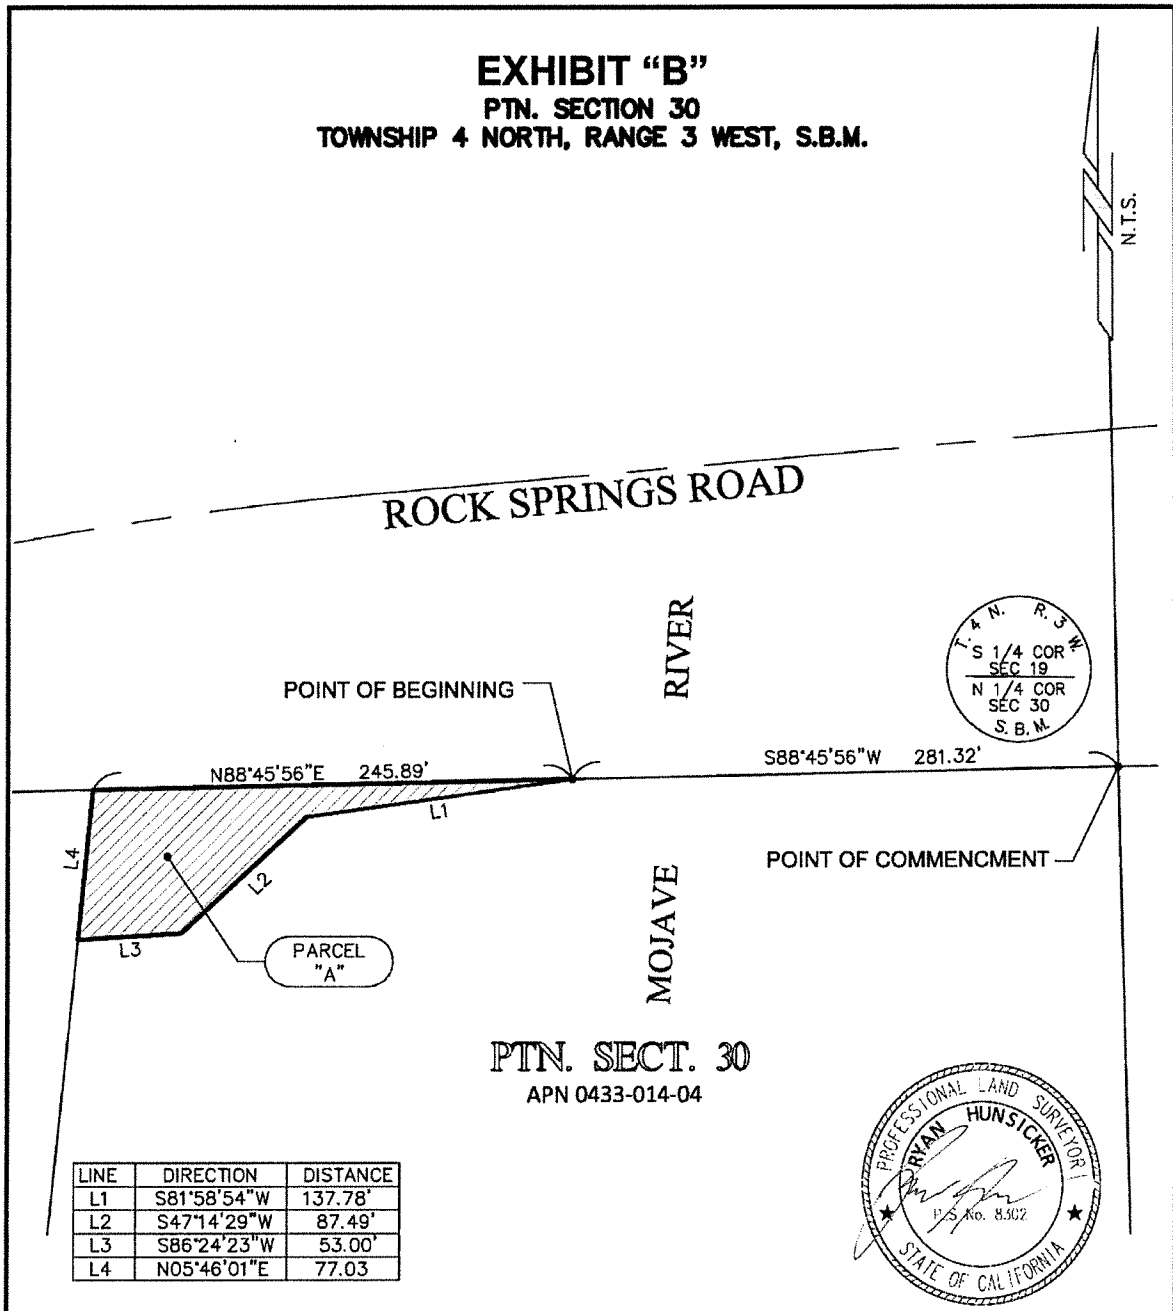 EXHIBIT “B”
PTN. SECTION 30
TOWNSHIP 4 NORTH, RANGE 3 WEST, S.B.M.
N.T.S.
ROCK SPRINGS ROAD
RIVER
T. 4 N. R. 3 W.
S 1/4 COR
SEC 19
N 1/4 COR
SEC 30
S.B.M.
POINT OF BEGINNING
N88°45'56"E 245.89'
S88°45'56"W 281.32'
L1
L4
L2
POINT OF COMMENCMENT
L3
PARCEL
"A"
MOJAVE
PTN. SECT. 30
APN 0433-014-04
LINE DIRECTION DISTANCE
L1 S81°58'54"W 137.78'
L2 S47°14'29"W 87.49'
L3 S86°24'23"W 53.00'
L4 N05°46'01"E 77.03
PROFESSIONAL LAND SURVEYOR
RYAN HUNSICKER
No. 8302
STATE OF CALIFORNIA